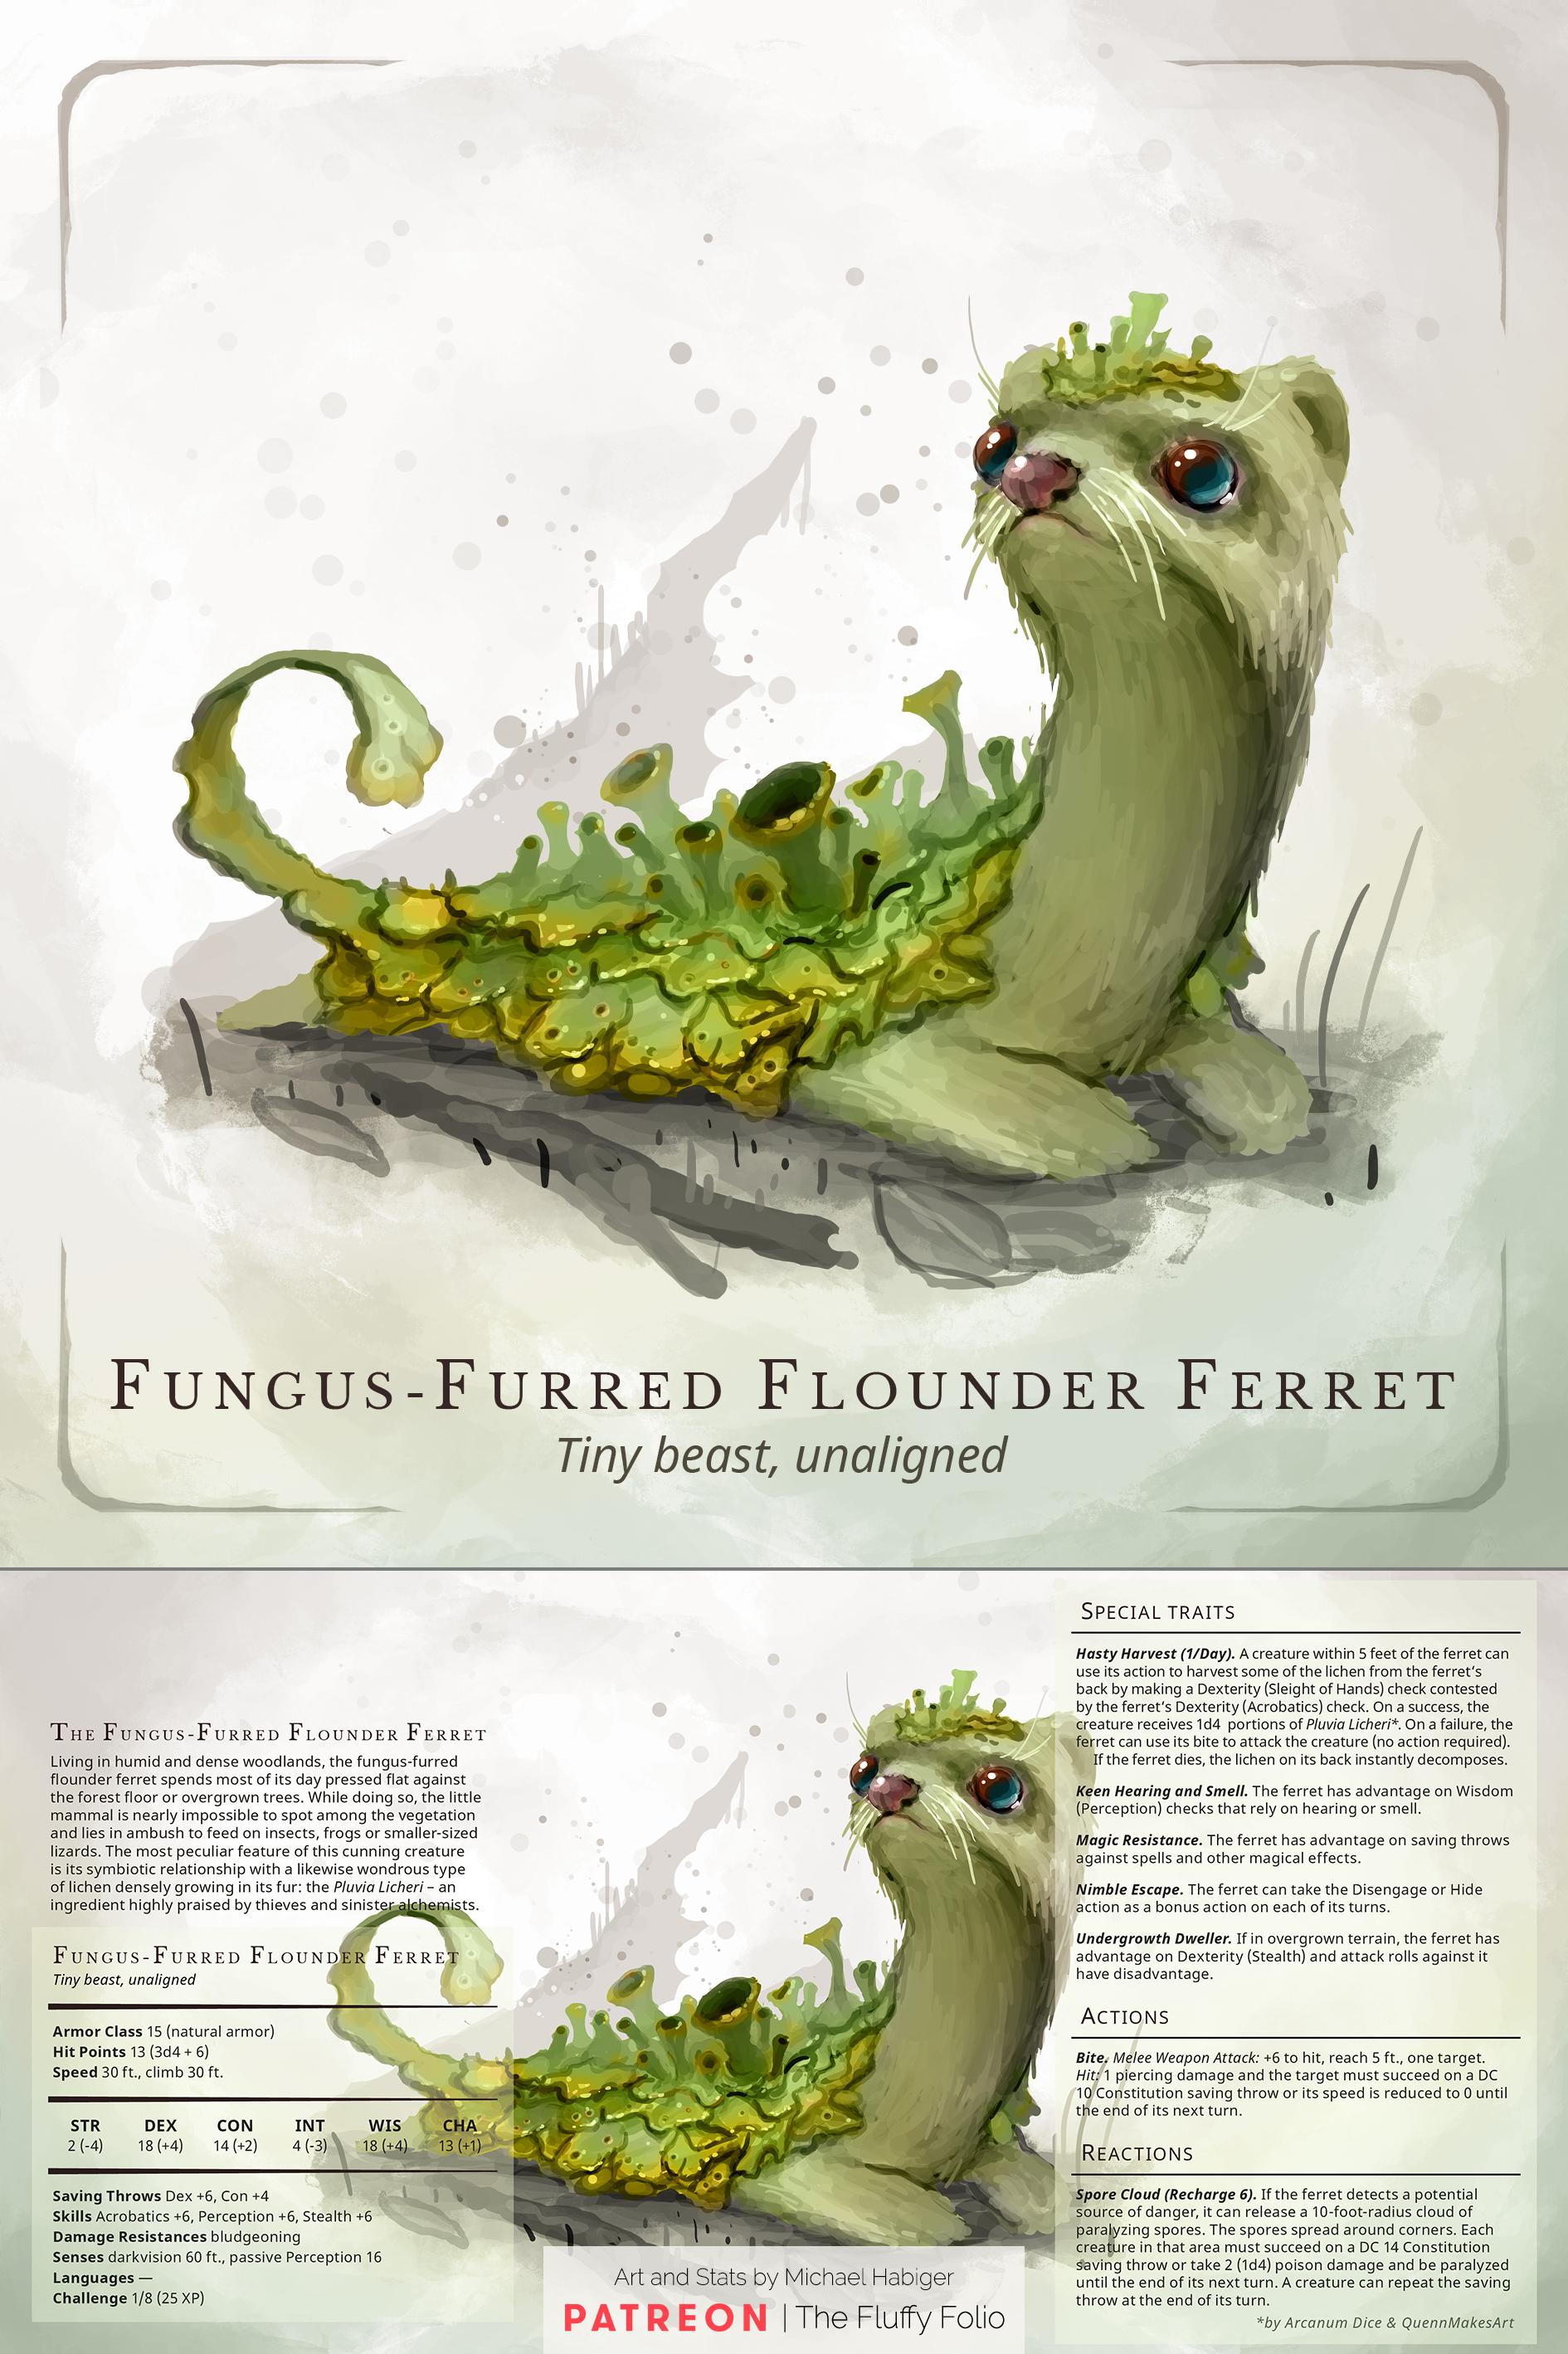 Fungus-Furred Flounder Ferret
Tiny beast, unaligned
The Fungus-Furred Flounder Ferret
Living in humid and dense woodlands, the fungus-furred
flounder ferret spends most of its day pressed flat against
the forest floor or overgrown trees. While doing so, the little
mammal is nearly impossible to spot among the vegetation
and lies in ambush to feed on insects, frogs or smaller-sized
lizards. The most peculiar feature of this cunning creature
is its symbiotic relationship with a likewise wondrous type
of lichen densely growing in its fur: the Pluvia Licheri – an
ingredient highly praised by thieves and sinister alchemists.
Fungus-Furred Flounder Ferret
Tiny beast, unaligned
Armor Class 15 (natural armor)
Hit Points 13 (3d4 + 6)
Speed 30 ft., climb 30 ft.
STR DEX CON INT WIS CHA
2 (-4) 18 (+4) 14 (+2) 4 (-3) 18 (+4) 13 (+1)
Saving Throws Dex +6, Con +4
Skills Acrobatics +6, Perception +6, Stealth +6
Damage Resistances bludgeoning
Senses darkvision 60 ft., passive Perception 16
Languages —
Challenge 1/8 (25 XP)
Special traits
Hasty Harvest (1/Day). A creature within 5 feet of the ferret can
use its action to harvest some of the lichen from the ferret's
back by making a Dexterity (Sleight of Hands) check contested
by the ferret's Dexterity (Acrobatics) check. On a success, the
creature receives 1d4 portions of Pluvia Licheri*. On a failure, the
ferret can use its bite to attack the creature (no action required).
If the ferret dies, the lichen on its back instantly decomposes.
Keen Hearing and Smell. The ferret has advantage on Wisdom
(Perception) checks that rely on hearing or smell.
Magic Resistance. The ferret has advantage on saving throws
against spells and other magical effects.
Nimble Escape. The ferret can take the Disengage or Hide
action as a bonus action on each of its turns.
Undergrowth Dweller. If in overgrown terrain, the ferret has
advantage on Dexterity (Stealth) and attack rolls against it
have disadvantage.
Actions
Bite. Melee Weapon Attack: +6 to hit, reach 5 ft., one target.
Hit: 1 piercing damage and the target must succeed on a DC
10 Constitution saving throw or its speed is reduced to 0 until
the end of its next turn.
Reactions
Spore Cloud (Recharge 6). If the ferret detects a potential
source of danger, it can release a 10-foot-radius cloud of
paralyzing spores. The spores spread around corners. Each
creature in that area must succeed on a DC 14 Constitution
saving throw or take 2 (1d4) poison damage and be paralyzed
until the end of its next turn. A creature can repeat the saving
throw at the end of its turn.
*by Arcanum Dice & QuennMakesArt
Art and Stats by Michael Habiger
PATREON | The Fluffy Folio